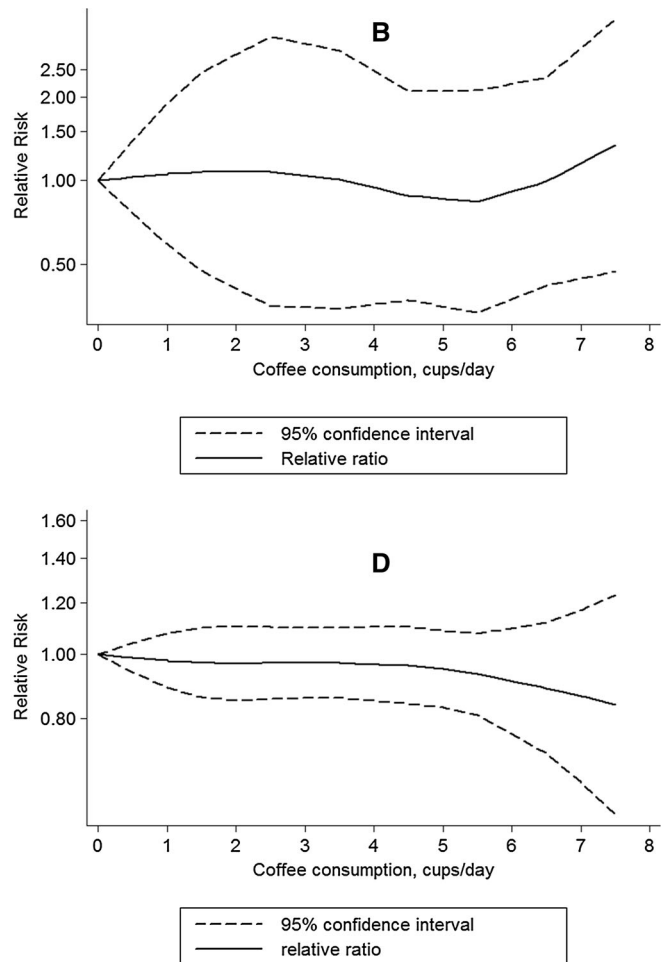 B
2.50
2.00
1.50
1.00
0.50
Relative Risk
0 1 2 3 4 5 6 7 8
Coffee consumption, cups/day
95% confidence interval
Relative ratio
D
1.60
1.40
1.20
1.00
0.80
Relative Risk
0 1 2 3 4 5 6 7 8
Coffee consumption, cups/day
95% confidence interval
relative ratio